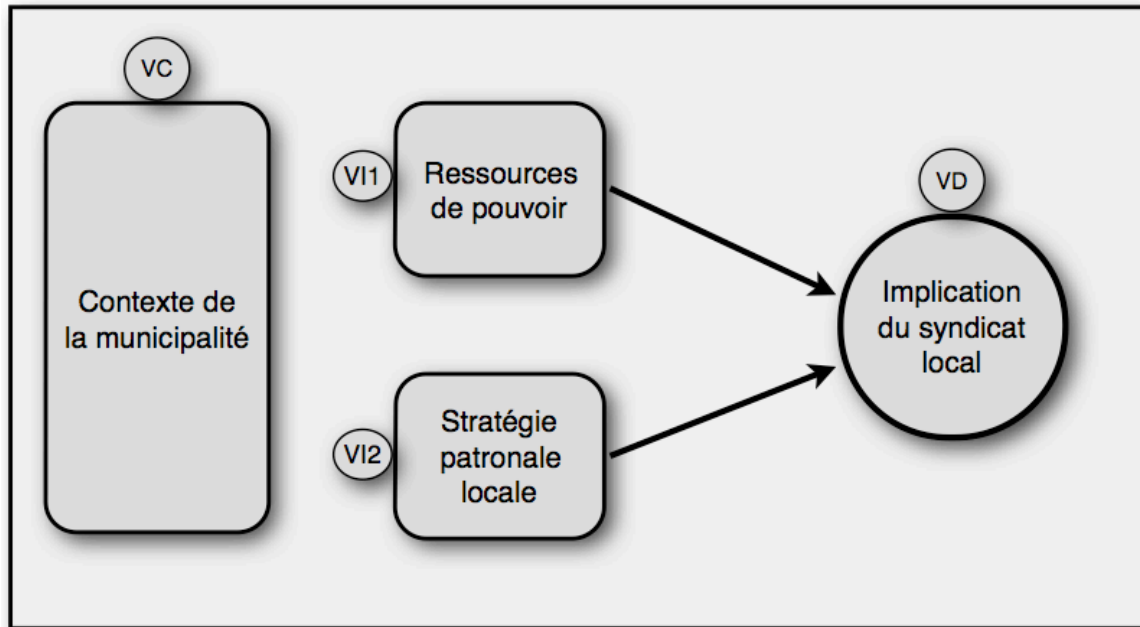 VC
Contexte de
la municipalité
VI1
Ressources
de pouvoir
VI2
Stratégie
patronale
locale
VD
Implication
du syndicat
local